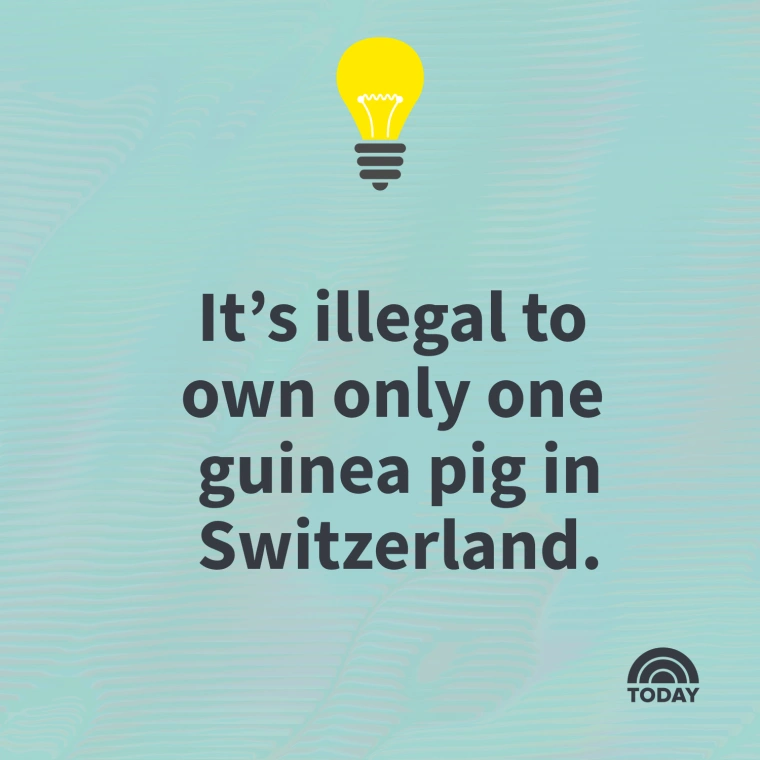 It’s illegal to
own only one
guinea pig in
Switzerland.
TODAY